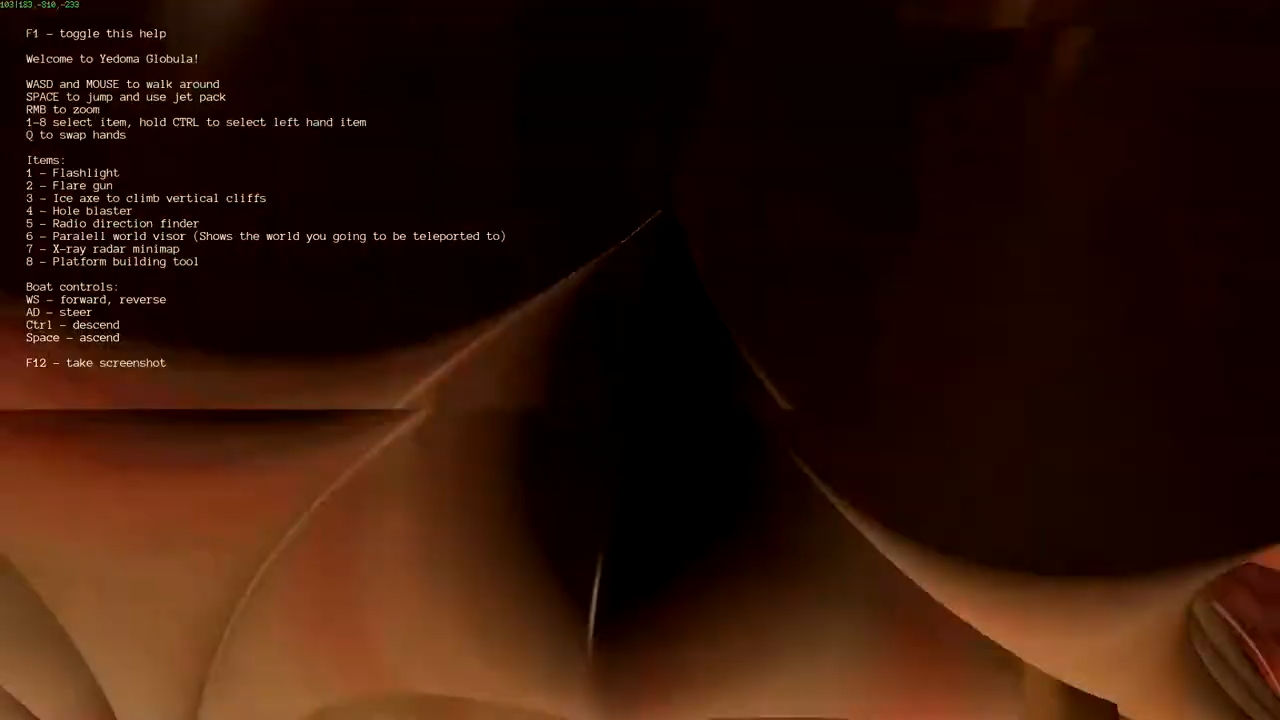 103|183,-310,-233
F1 - toggle this help
Welcome to Yedoma Globula!
WASD and MOUSE to walk around
SPACE to jump and use jet pack
RMB to zoom
1-8 select item, hold CTRL to select left hand item
Q to swap hands
Items:
1 - Flashlight
2 - Flare gun
3 - Ice axe to climb vertical cliffs
4 - Hole blaster
5 - Radio direction finder
6 - Paralell world visor (Shows the world you going to be teleported to)
7 - X-ray radar minimap
8 - Platform building tool
Boat controls:
WS - forward, reverse
AD - steer
Ctrl - descend
Space - ascend
F12 - take screenshot